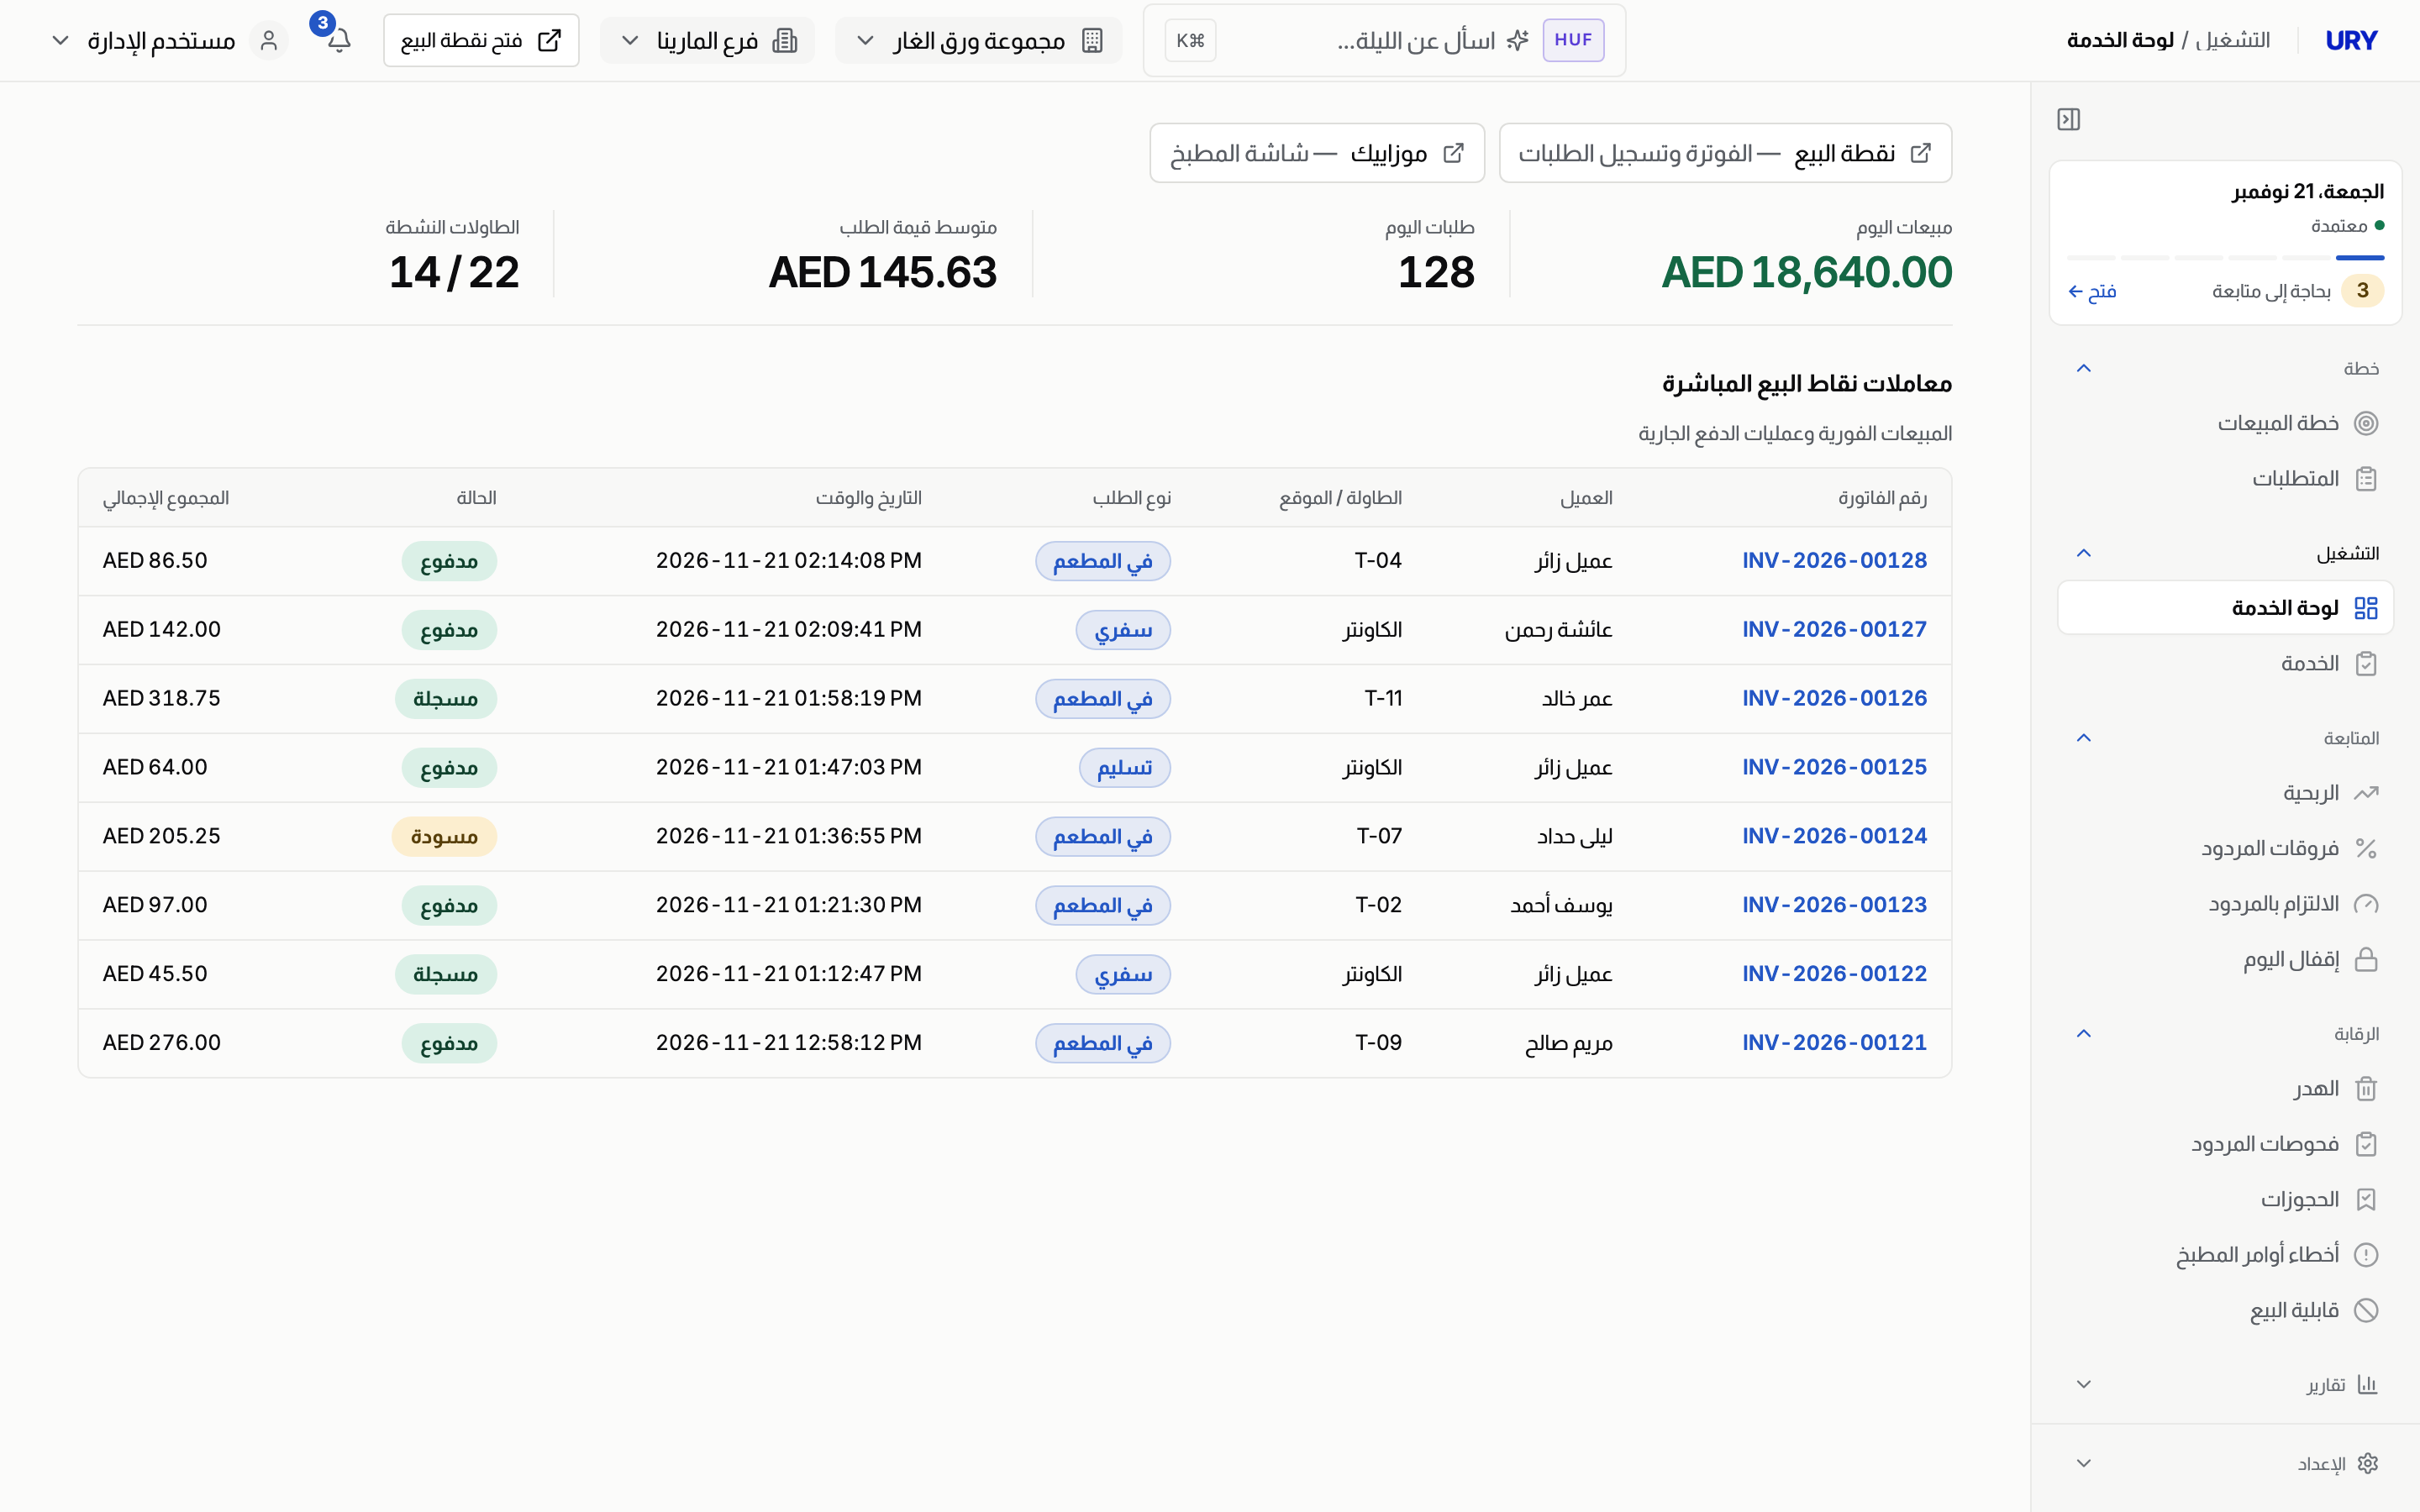 URY
التشغيل / لوحة الخدمة
HUF اسأل عن الليلة... ⌘K
مجموعة ورق الغار
فرع المارينا
فتح نقطة البيع
3
مستخدم الإدارة
الجمعة، 21 نوفمبر
معتمدة
3 بحاجة إلى متابعة فتح ←
خطة
خطة المبيعات
المتطلبات
التشغيل
لوحة الخدمة
الخدمة
المتابعة
الربحية
فروقات المردود
الالتزام بالمردود
إقفال اليوم
الرقابة
الهدر
فحوصات المردود
الحجوزات
أخطاء أوامر المطبخ
قابلية البيع
تقارير
الإعداد
نقطة البيع — الفوترة وتسجيل الطلبات
موزاييك — شاشة المطبخ
مبيعات اليوم
AED 18,640.00
طلبات اليوم
128
متوسط قيمة الطلب
AED 145.63
الطاولات النشطة
14 / 22
معاملات نقاط البيع المباشرة
المبيعات الفورية وعمليات الدفع الجارية
رقم الفاتورة العميل الطاولة / الموقع نوع الطلب التاريخ والوقت الحالة المجموع الإجمالي
INV-2026-00128 عميل زائر T-04 في المطعم 2026-11-21 02:14:08 PM مدفوع AED 86.50
INV-2026-00127 عائشة رحمن الكاونتر سفري 2026-11-21 02:09:41 PM مدفوع AED 142.00
INV-2026-00126 عمر خالد T-11 في المطعم 2026-11-21 01:58:19 PM مسجلة AED 318.75
INV-2026-00125 عميل زائر الكاونتر تسليم 2026-11-21 01:47:03 PM مدفوع AED 64.00
INV-2026-00124 ليلى حداد T-07 في المطعم 2026-11-21 01:36:55 PM مسودة AED 205.25
INV-2026-00123 يوسف أحمد T-02 في المطعم 2026-11-21 01:21:30 PM مدفوع AED 97.00
INV-2026-00122 عميل زائر الكاونتر سفري 2026-11-21 01:12:47 PM مسجلة AED 45.50
INV-2026-00121 مريم صالح T-09 في المطعم 2026-11-21 12:58:12 PM مدفوع AED 276.00